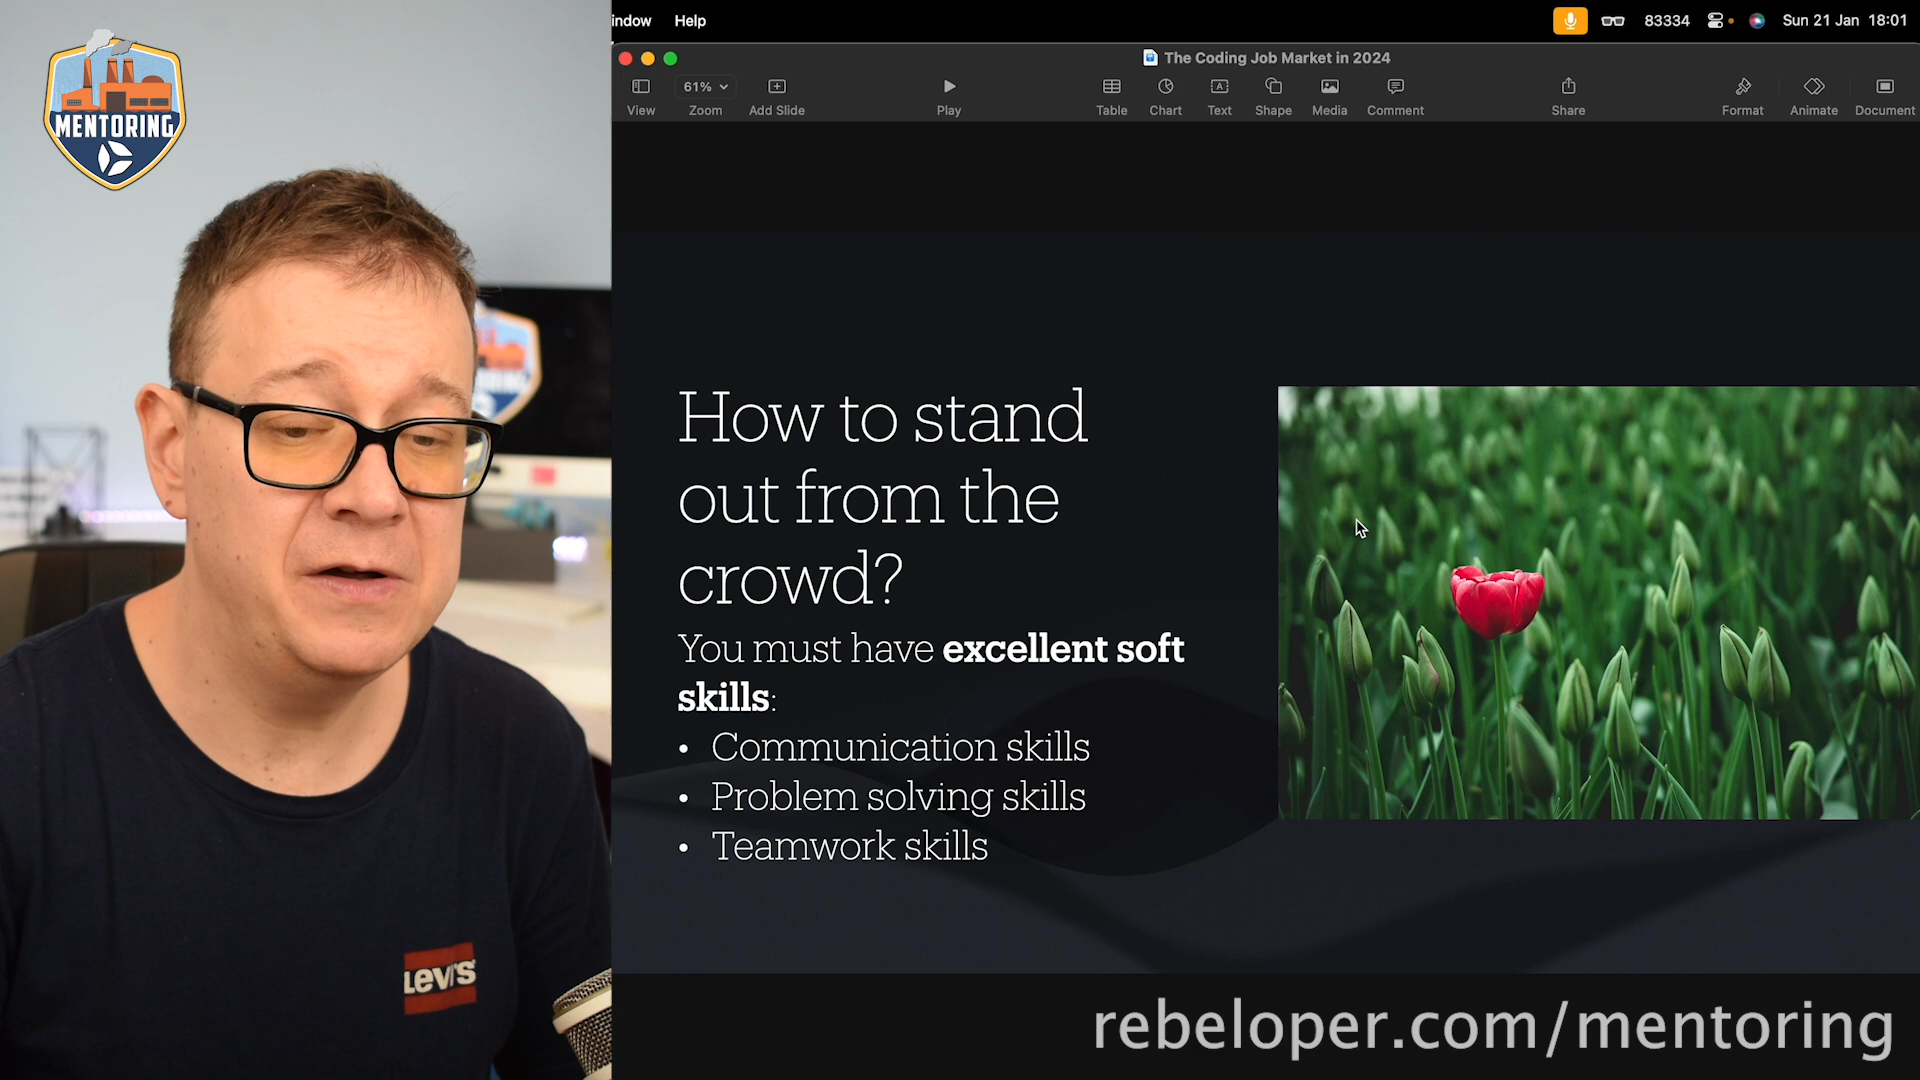 MENTORING
indow Help 83334 Sun 21 Jan 18:01
The Coding Job Market in 2024
61%
View Zoom Add Slide Play Table Chart Text Shape Media Comment Share Format Animate Document
How to stand
out from the
crowd?
You must have excellent soft
skills:
• Communication skills
• Problem solving skills
• Teamwork skills
LEVI'S
rebeloper.com/mentoring